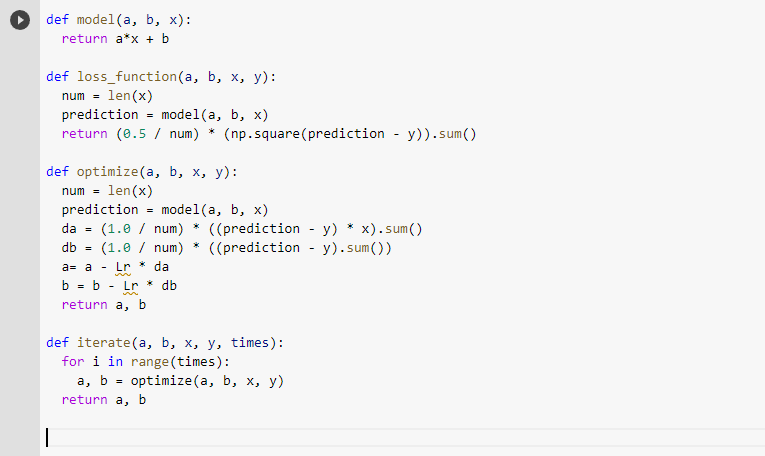 def model(a, b, x):
  return a*x + b

def loss_function(a, b, x, y):
  num = len(x)
  prediction = model(a, b, x)
  return (0.5 / num) * (np.square(prediction - y)).sum()

def optimize(a, b, x, y):
  num = len(x)
  prediction = model(a, b, x)
  da = (1.0 / num) * ((prediction - y) * x).sum()
  db = (1.0 / num) * ((prediction - y).sum())
  a= a - Lr * da
  b = b - Lr * db
  return a, b

def iterate(a, b, x, y, times):
  for i in range(times):
    a, b = optimize(a, b, x, y)
  return a, b